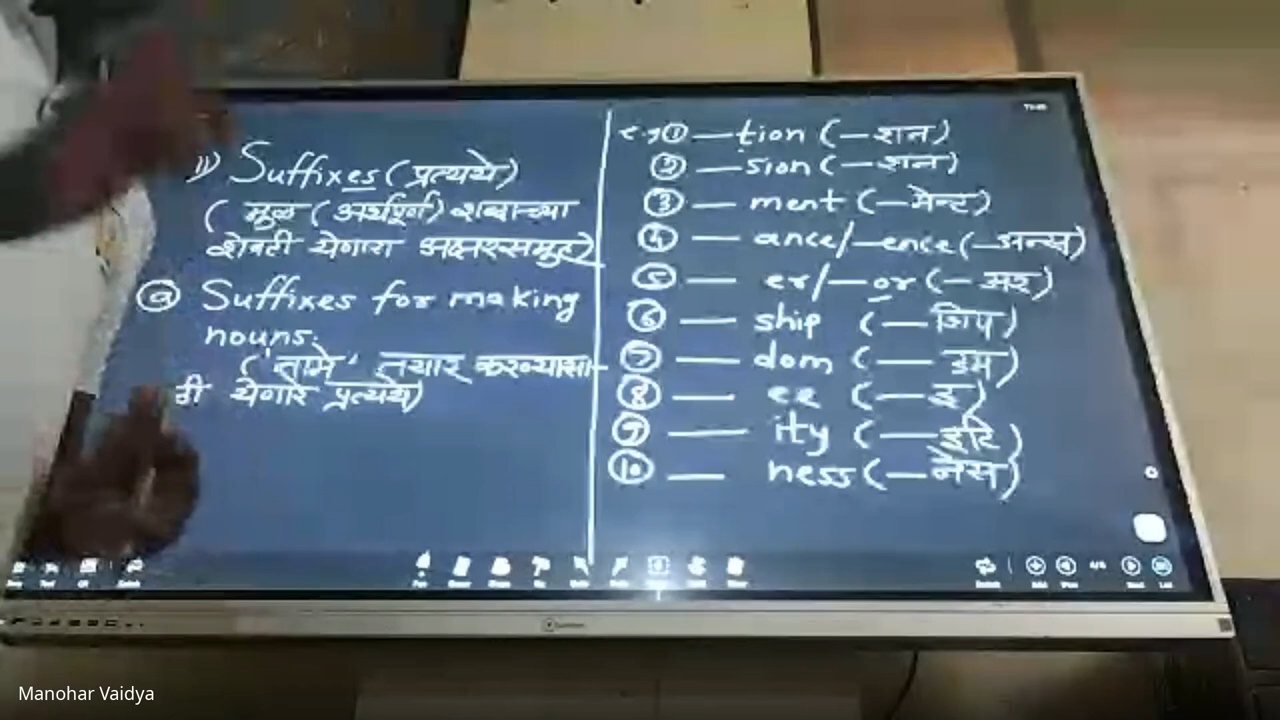 ii) Suffixes (प्रत्यये)
( मूळ (अर्थपूर्ण) शब्दाच्या
शेवटी येणारा अक्षरसमूह)
ⓐ Suffixes for making
nouns.
( 'नामे' तयार करण्यासा-
ठी येणारे प्रत्यये)
e.g ① — tion (— शन)
② — sion (— शन)
③ — ment (— मेन्ट)
④ — ance/—ence (— अन्स)
⑤ — er/—or (— अर)
⑥ — ship (— शिप)
⑦ — dom (— डम)
⑧ — ee (— ई)
⑨ — ity (— इटि)
⑩ — ness (— नेस)
Manohar Vaidya